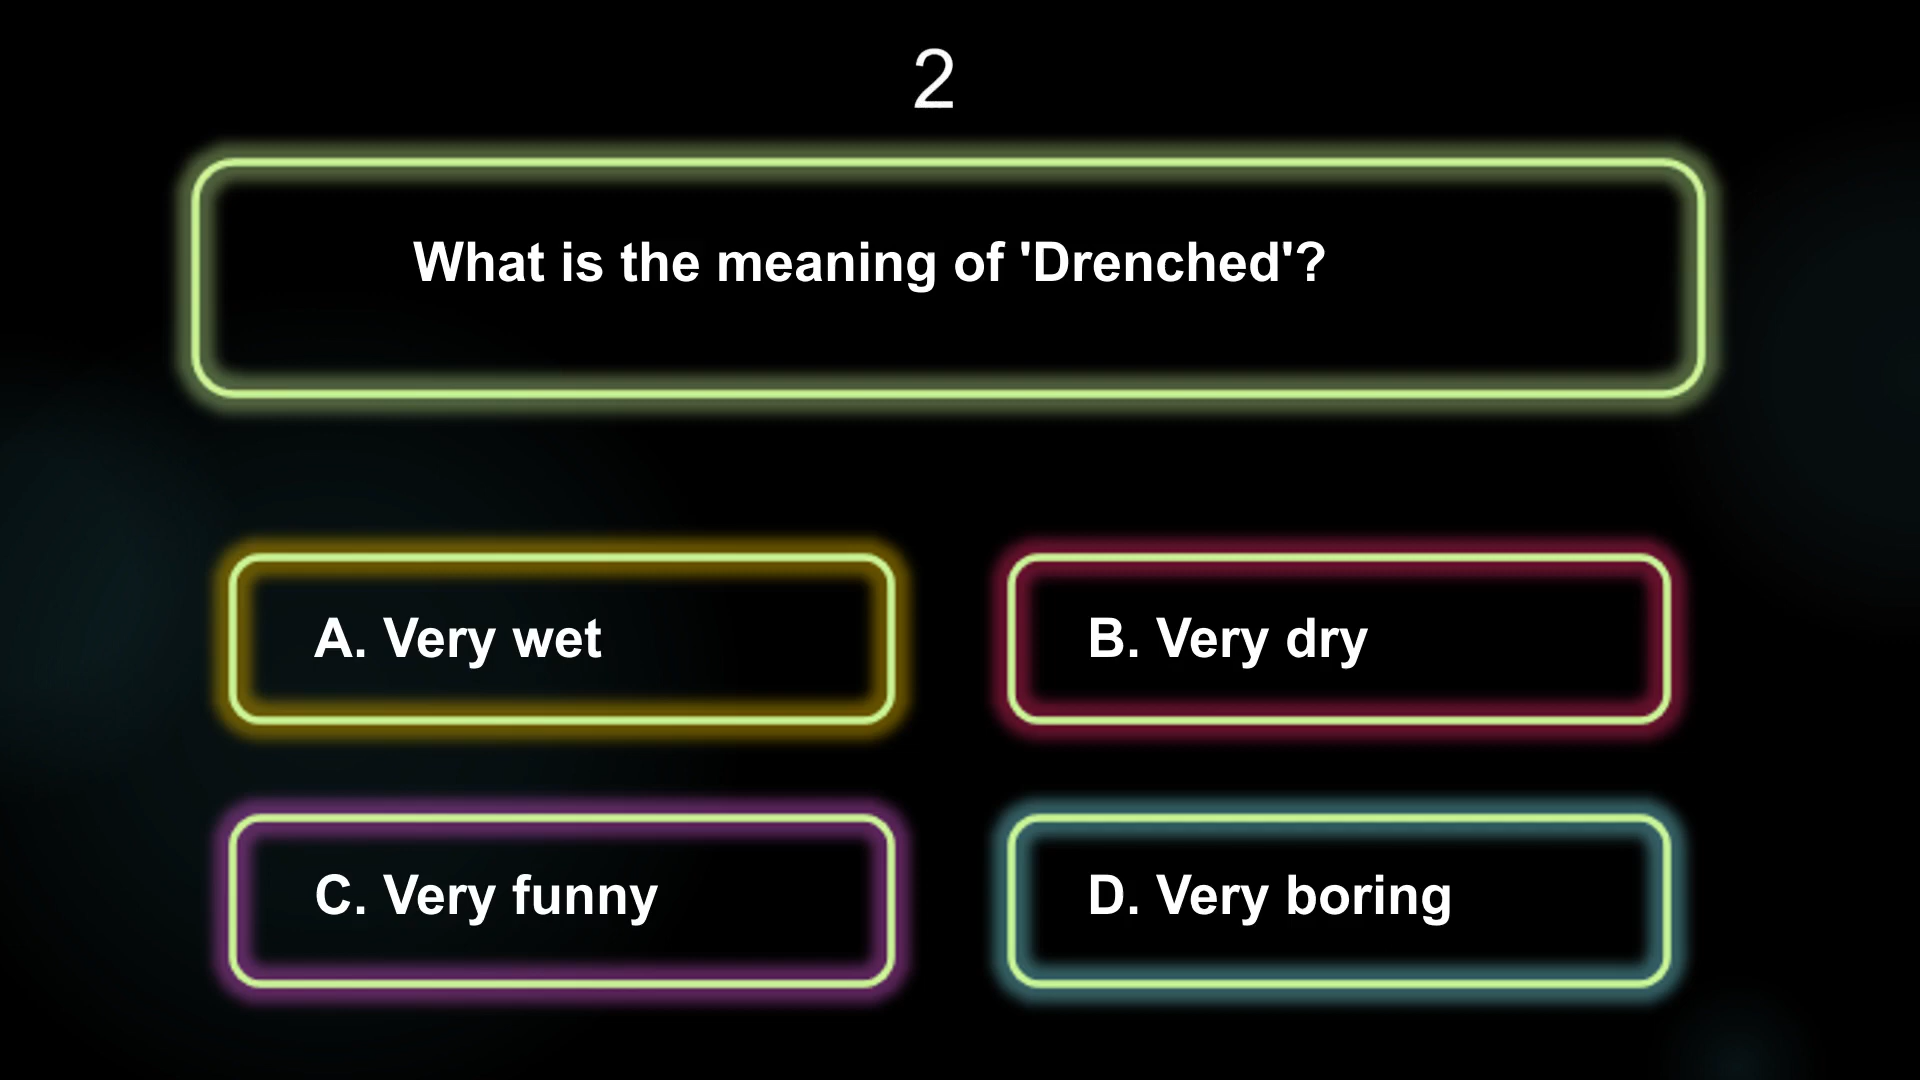 2
What is the meaning of 'Drenched'?
A. Very wet
B. Very dry
C. Very funny
D. Very boring